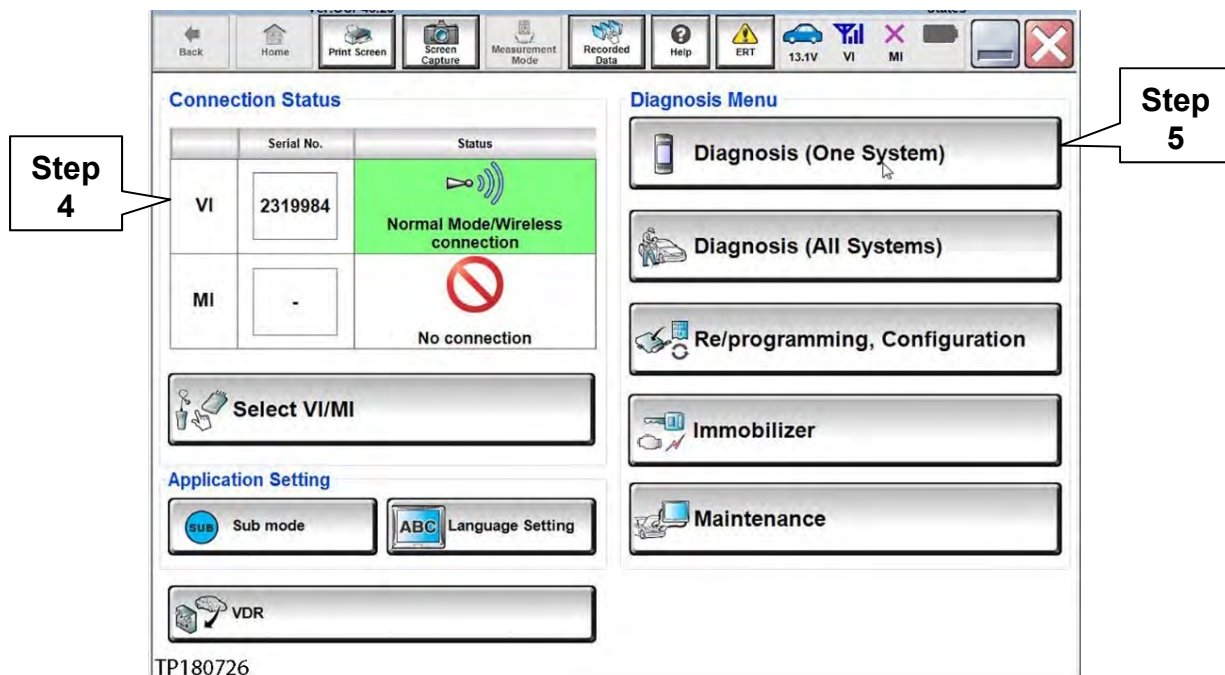 Back
Home
Print Screen
Screen
Capture
Measurement
Mode
Recorded
Data
Help
ERT
13.1V
VI
MI
Connection Status
Serial No.
Status
VI
2319984
Normal Mode/Wireless
connection
MI
-
No connection
Select VI/MI
Application Setting
SUB
Sub mode
ABC
Language Setting
VDR
Diagnosis Menu
Diagnosis (One System)
Diagnosis (All Systems)
Re/programming, Configuration
Immobilizer
Maintenance
Step
4
Step
5
TP180726